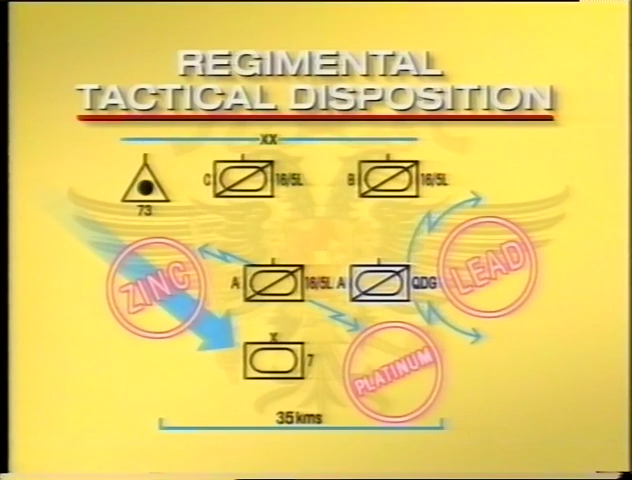 REGIMENTAL
TACTICAL DISPOSITION
XX
C 16/5L B 16/5L
73
ZINC LEAD
A 16/5L A QDG
X
7
PLATINUM
35 kms